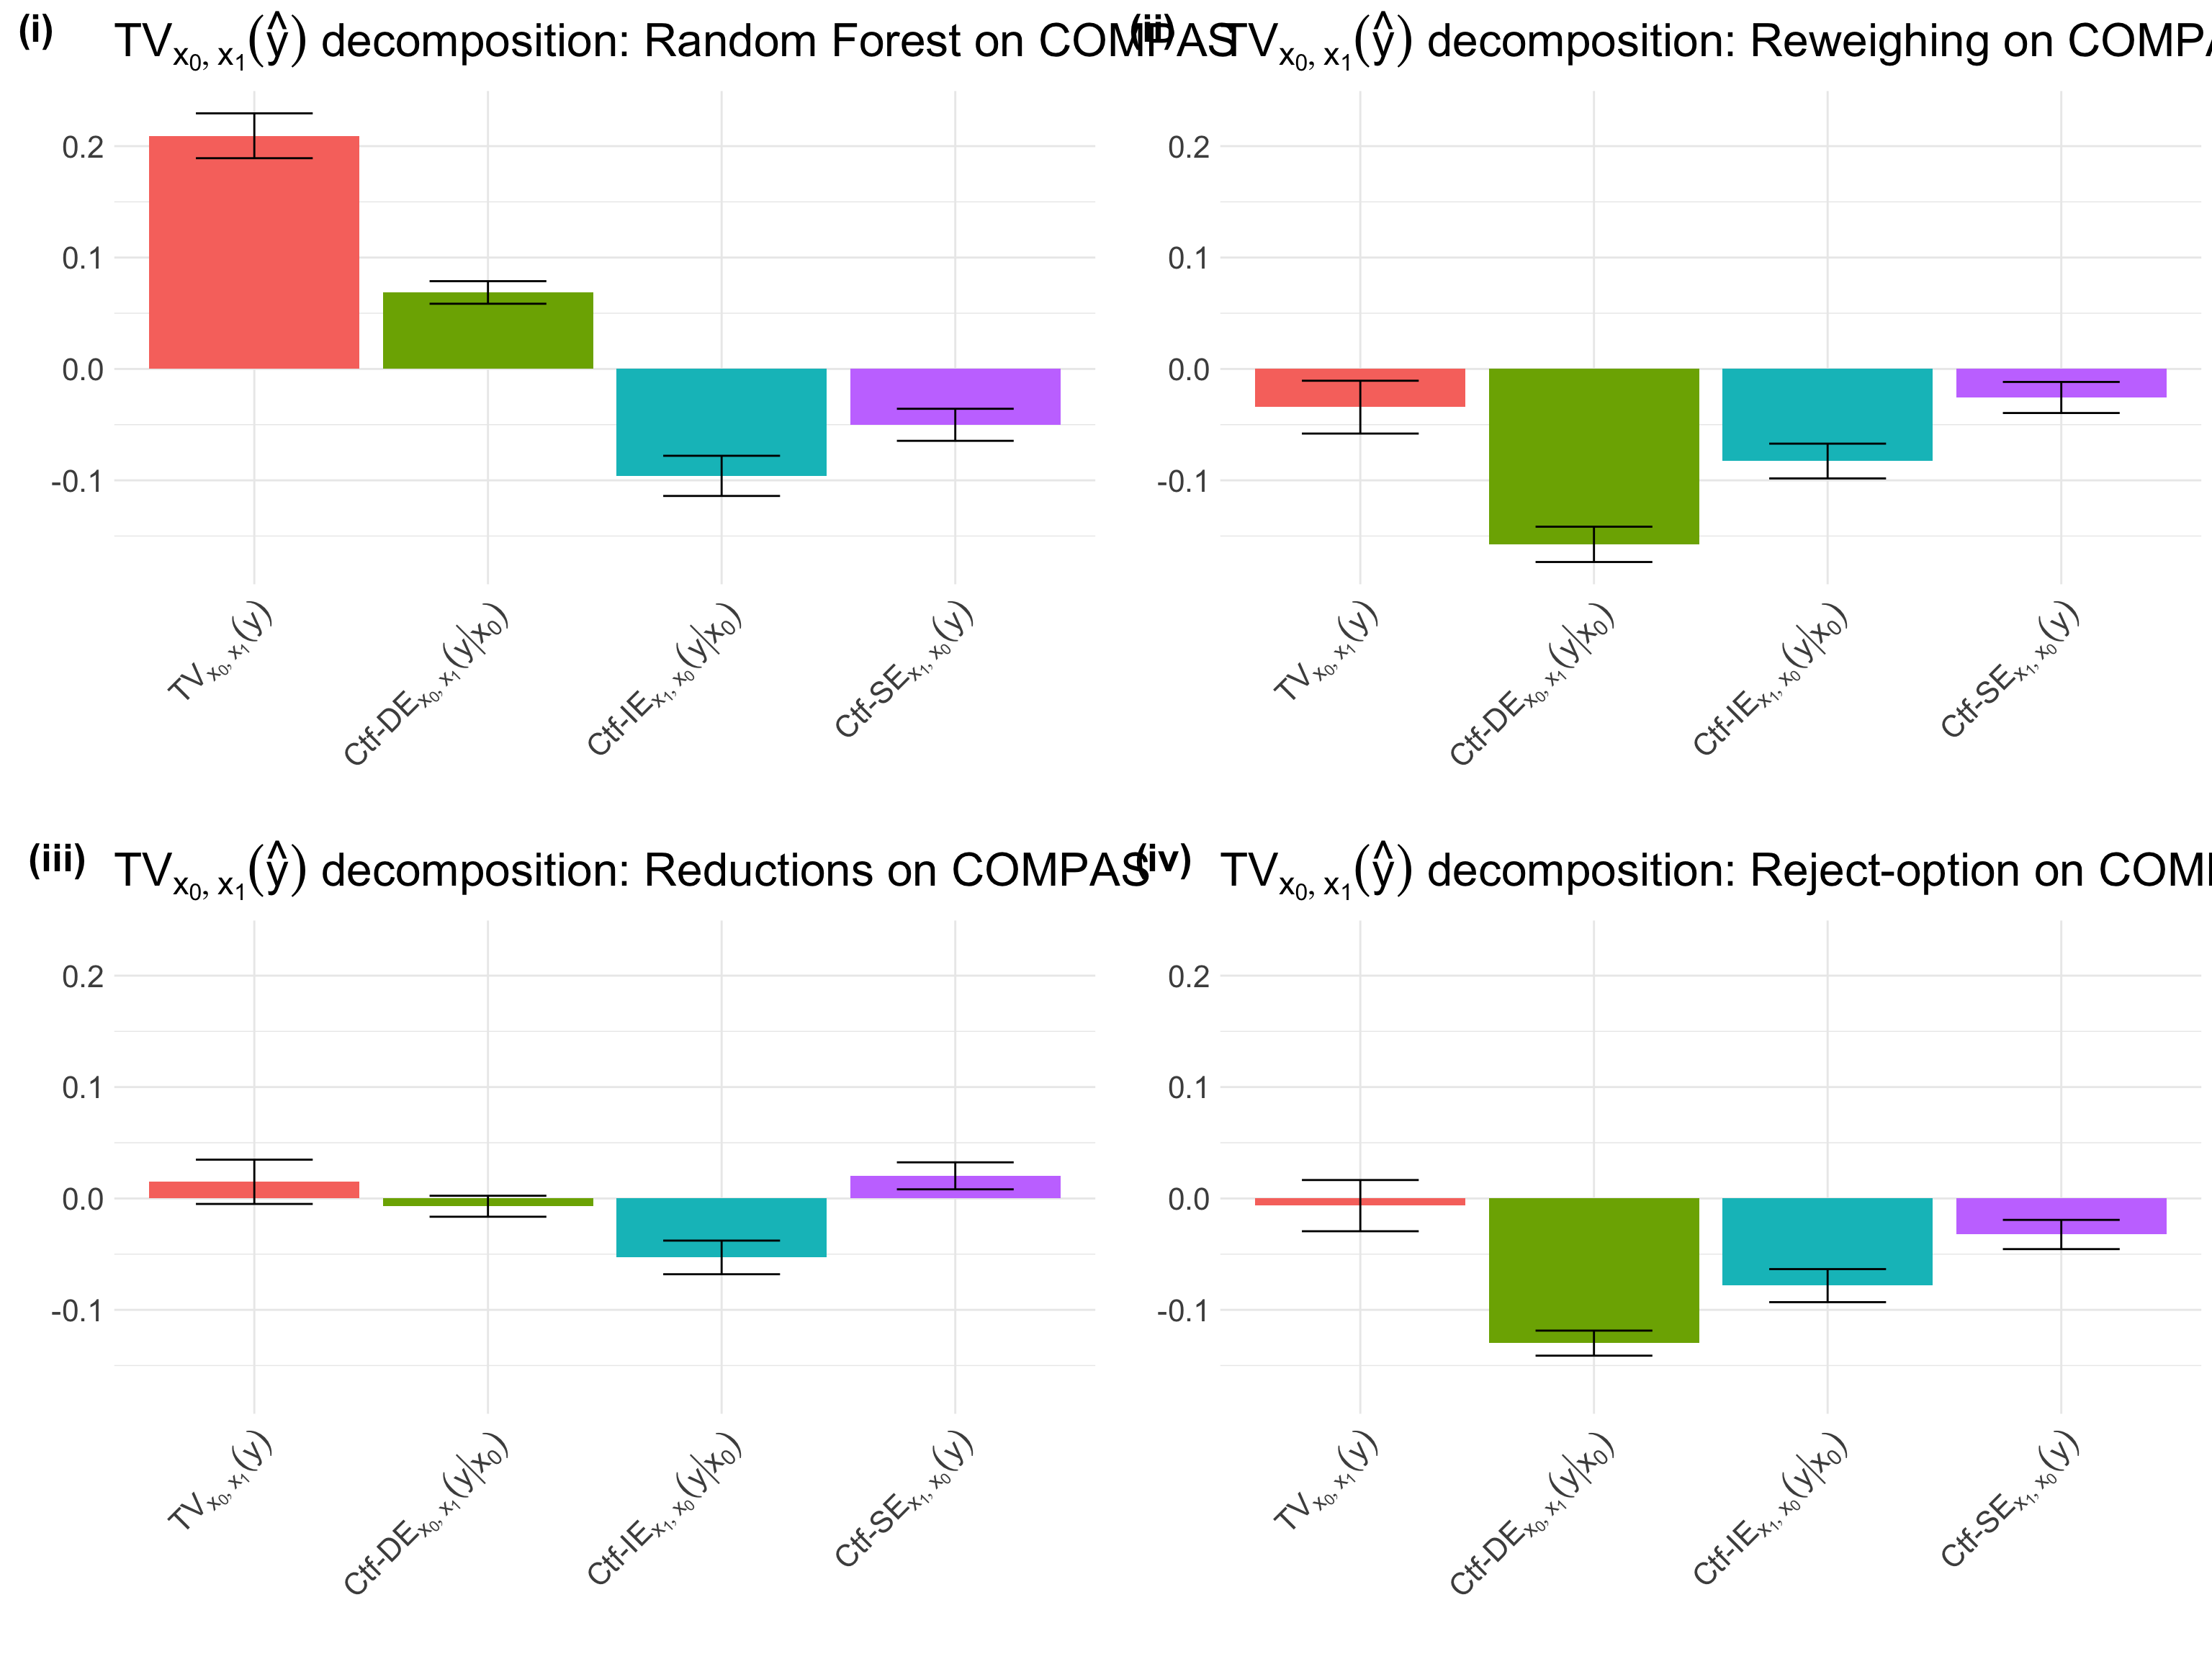 (i) TVx0, x1(ŷ) decomposition: Random Forest on COMPAS
0.2
0.1
0.0
-0.1
TVx0, x1(y)
Ctf-DEx0, x1(y|x0)
Ctf-IEx1, x0(y|x0)
Ctf-SEx1, x0(y)
(ii) TVx0, x1(ŷ) decomposition: Reweighing on COMPA
0.2
0.1
0.0
-0.1
TVx0, x1(y)
Ctf-DEx0, x1(y|x0)
Ctf-IEx1, x0(y|x0)
Ctf-SEx1, x0(y)
(iii) TVx0, x1(ŷ) decomposition: Reductions on COMPAS
0.2
0.1
0.0
-0.1
TVx0, x1(y)
Ctf-DEx0, x1(y|x0)
Ctf-IEx1, x0(y|x0)
Ctf-SEx1, x0(y)
(iv) TVx0, x1(ŷ) decomposition: Reject-option on COM
0.2
0.1
0.0
-0.1
TVx0, x1(y)
Ctf-DEx0, x1(y|x0)
Ctf-IEx1, x0(y|x0)
Ctf-SEx1, x0(y)